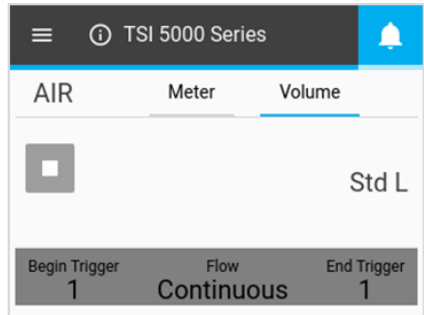 TSI 5000 Series
AIR Meter Volume
Std L
Begin Trigger Flow End Trigger
1 Continuous 1